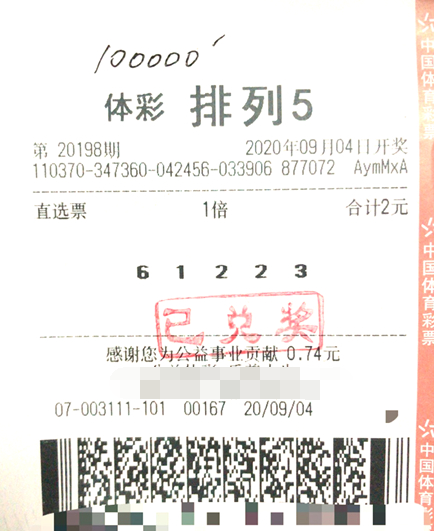 100000
体彩 排列5
第 20198期 2020年09月04日开奖
110370-347360-042456-033906 877072 AymMxA
直选票 1倍 合计2元
6 1 2 2 3
已兑奖
感谢您为公益事业贡献 0.74元
07-003111-101 00167 20/09/04
中国体育彩票
中国体育彩票
中国体育彩